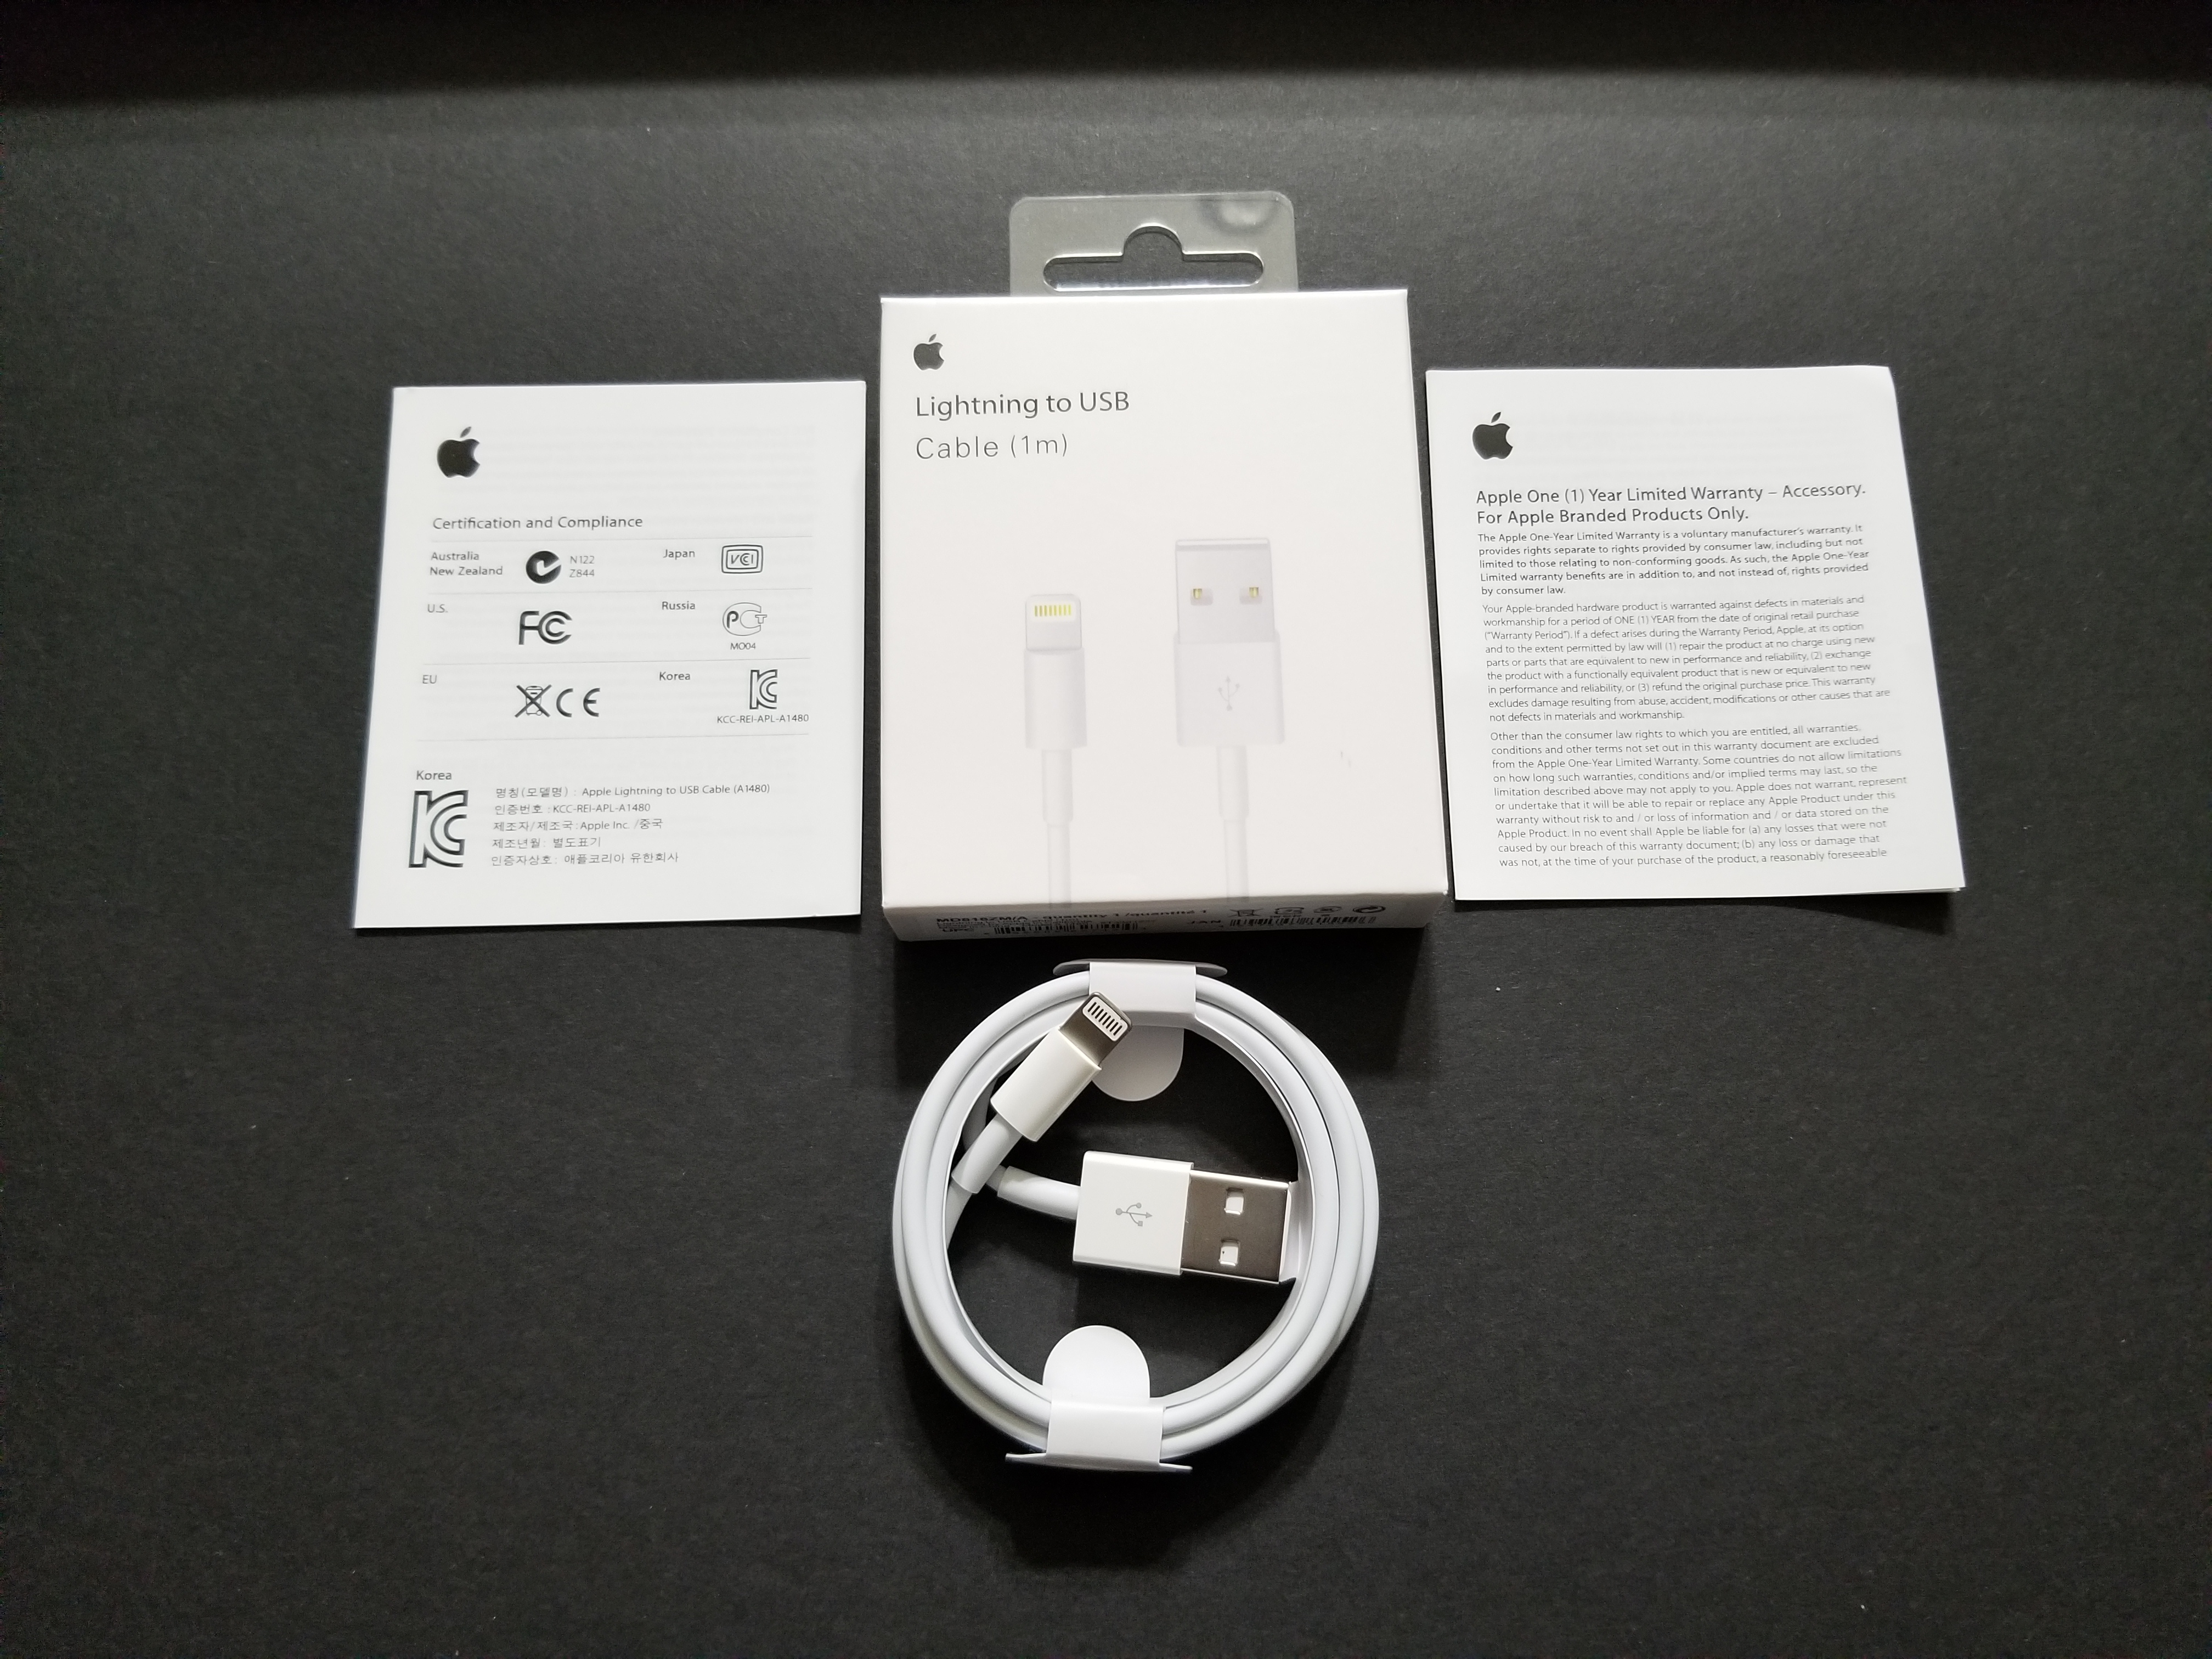 Certification and Compliance
Australia
New Zealand
N122
Z844
Japan
VCI
U.S.
FC
Russia
PCT
MO04
EU
CE
Korea
KCC-REI-APL-A1480
Korea
명칭(모델명) : Apple Lightning to USB Cable (A1480)
인증번호 : KCC-REI-APL-A1480
제조자/제조국 : Apple Inc. /중국
제조년월 : 별도표기
인증자상호 : 애플코리아 유한회사
Lightning to USB
Cable (1m)
quantity 1 /quantité 1
UPC
JAN
Apple One (1) Year Limited Warranty – Accessory.
For Apple Branded Products Only.
The Apple One-Year Limited Warranty is a voluntary manufacturer's warranty. It
provides rights separate to rights provided by consumer law, including but not
limited to those relating to non-conforming goods. As such, the Apple One-Year
Limited warranty benefits are in addition to, and not instead of, rights provided
by consumer law.
Your Apple-branded hardware product is warranted against defects in materials and
workmanship for a period of ONE (1) YEAR from the date of original retail purchase
("Warranty Period"). If a defect arises during the Warranty Period, Apple, at its option
and to the extent permitted by law will (1) repair the product at no charge using new
parts or parts that are equivalent to new in performance and reliability, (2) exchange
the product with a functionally equivalent product that is new or equivalent to new
in performance and reliability, or (3) refund the original purchase price. This warranty
excludes damage resulting from abuse, accident, modifications or other causes that are
not defects in materials and workmanship.
Other than the consumer law rights to which you are entitled, all warranties,
conditions and other terms not set out in this warranty document are excluded
from the Apple One-Year Limited Warranty. Some countries do not allow limitations
on how long such warranties, conditions and/or implied terms may last, so the
limitation described above may not apply to you. Apple does not warrant, represent
or undertake that it will be able to repair or replace any Apple Product under this
warranty without risk to and / or loss of information and / or data stored on the
Apple Product. In no event shall Apple be liable for (a) any losses that were not
caused by our breach of this warranty document; (b) any loss or damage that
was not, at the time of your purchase of the product, a reasonably foreseeable